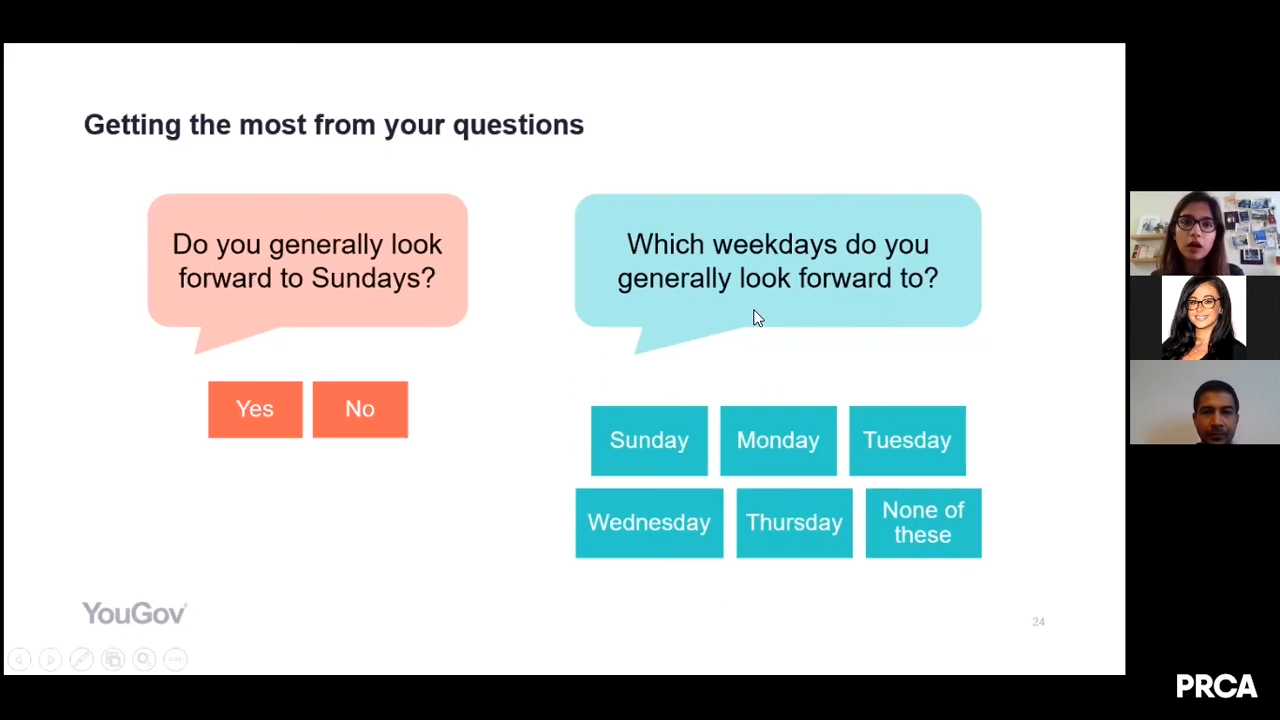 Getting the most from your questions
Do you generally look
forward to Sundays?
Yes
No
Which weekdays do you
generally look forward to?
Sunday
Monday
Tuesday
Wednesday
Thursday
None of
these
YouGov
24
PRCA